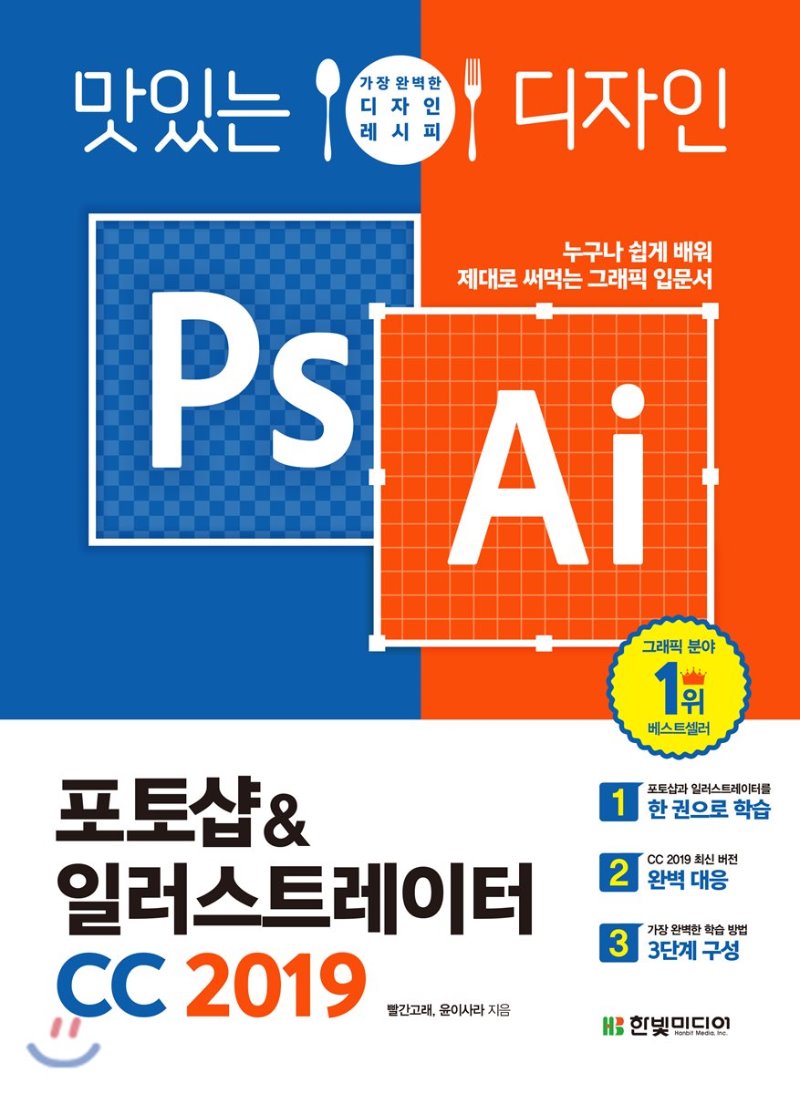 맛있는
가장 완벽한
디자인
레시피
디자인
누구나 쉽게 배워
제대로 써먹는 그래픽 입문서
Ps
Ai
그래픽 분야
1위
베스트셀러
포토샵&
일러스트레이터
CC 2019
빨간고래, 윤이사라 지음
1
포토샵과 일러스트레이터를
한 권으로 학습
2
CC 2019 최신 버전
완벽 대응
3
가장 완벽한 학습 방법
3단계 구성
HB 한빛미디어
Hanbit Media, Inc.